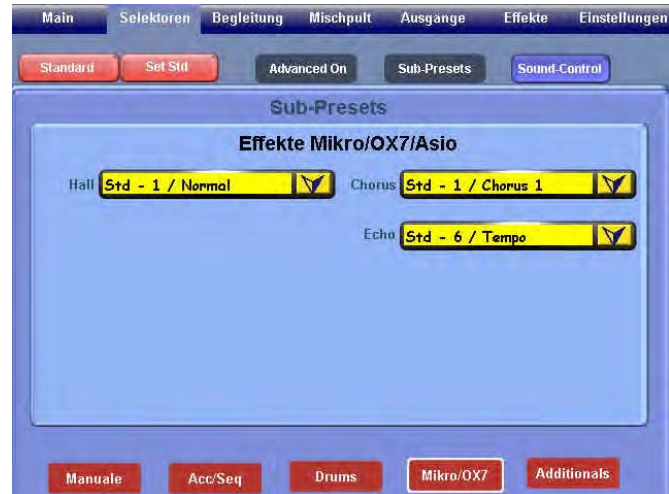 Main Selektoren Begleitung Mischpult Ausgänge Effekte Einstellungen
Standard Set Std Advanced On Sub-Presets Sound-Control
Sub-Presets
Effekte Mikro/OX7/Asio
Hall Std - 1 / Normal Chorus Std - 1 / Chorus 1
Echo Std - 6 / Tempo
Manuale Acc/Seq Drums Mikro/OX7 Additionals